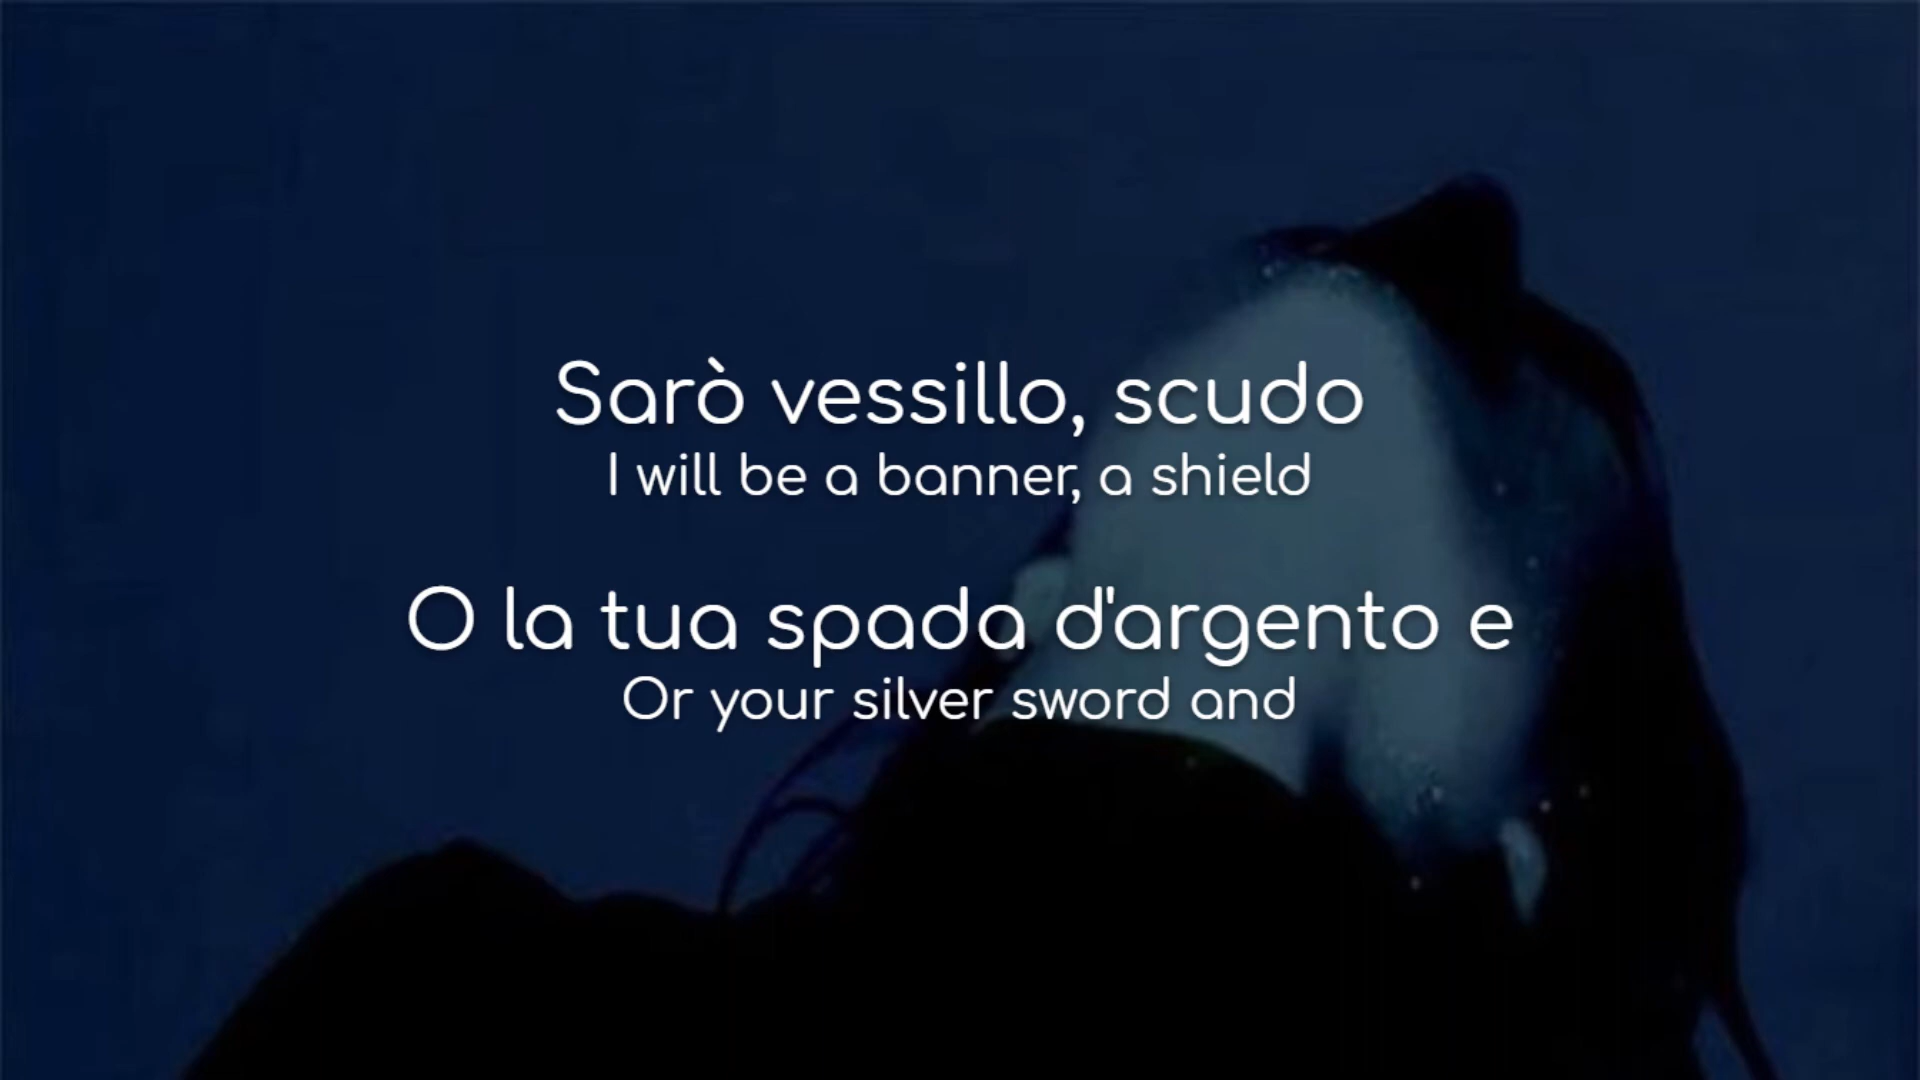 Sarò vessillo, scudo
I will be a banner, a shield
O la tua spada d'argento e
Or your silver sword and